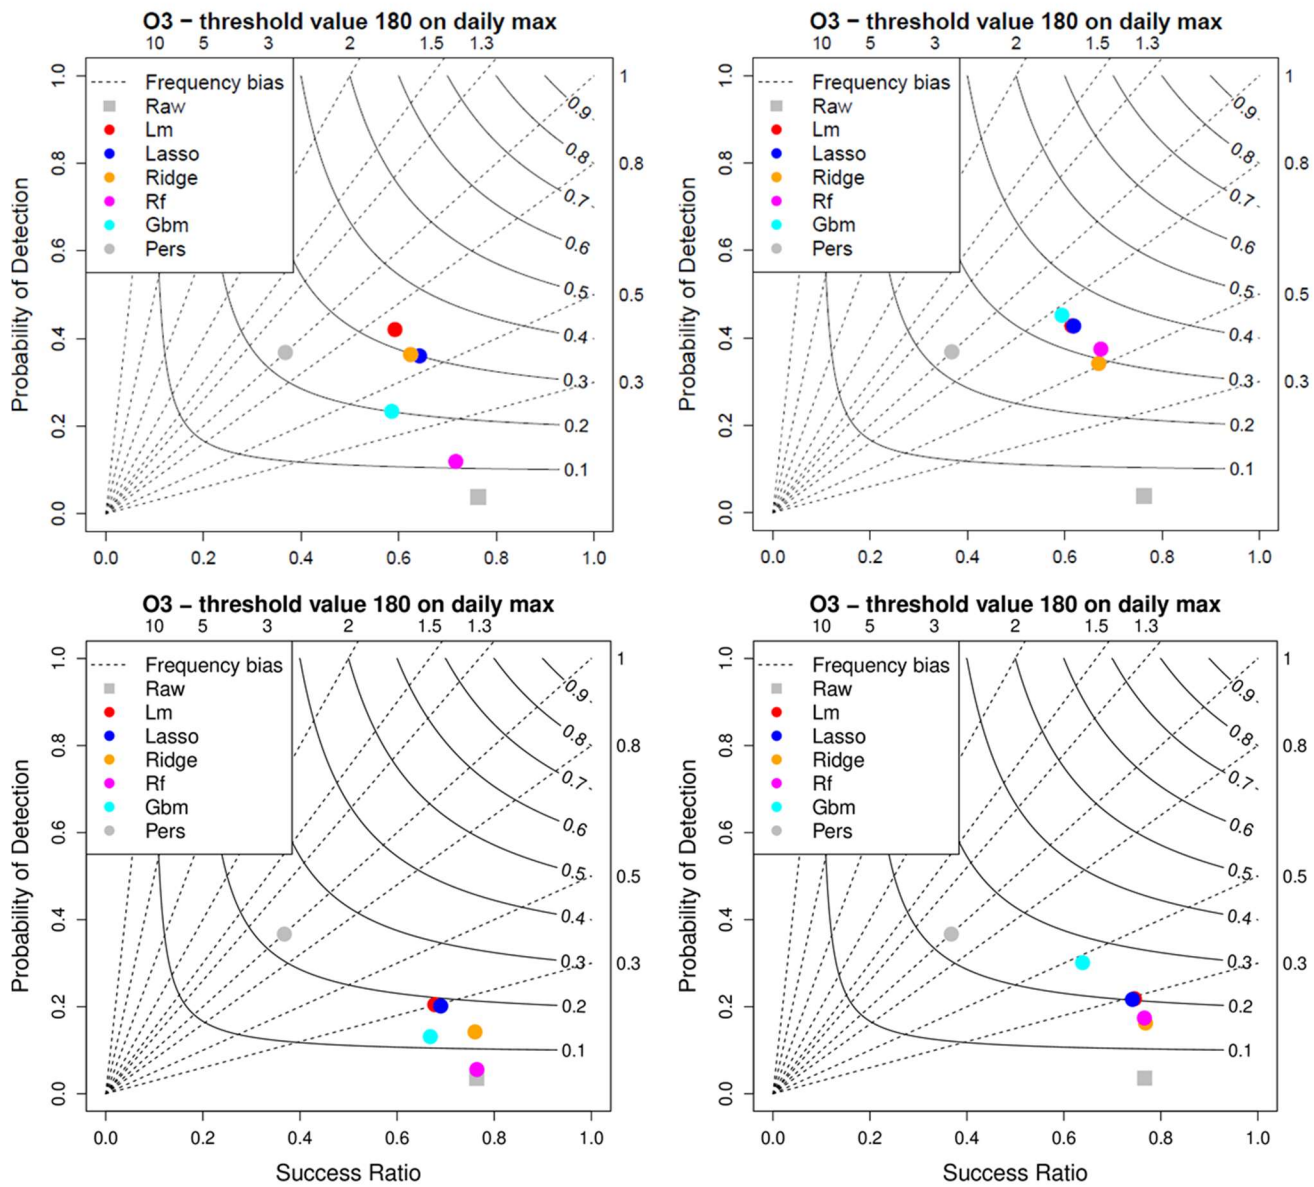 O3 − threshold value 180 on daily max
10 5 3 2 1.5 1.3
Frequency bias
Raw
Lm
Lasso
Ridge
Rf
Gbm
Pers
Probability of Detection
1.0
0.8
0.6
0.4
0.2
0.0
0.9
0.8
0.7
0.6
0.5
0.4
0.3
0.2
0.1
1
0.8
0.5
0.3
0.0 0.2 0.4 0.6 0.8 1.0
O3 − threshold value 180 on daily max
10 5 3 2 1.5 1.3
Frequency bias
Raw
Lm
Lasso
Ridge
Rf
Gbm
Pers
Probability of Detection
1.0
0.8
0.6
0.4
0.2
0.0
0.9
0.8
0.7
0.6
0.5
0.4
0.3
0.2
0.1
1
0.8
0.5
0.3
0.0 0.2 0.4 0.6 0.8 1.0
O3 − threshold value 180 on daily max
10 5 3 2 1.5 1.3
Frequency bias
Raw
Lm
Lasso
Ridge
Rf
Gbm
Pers
Probability of Detection
1.0
0.8
0.6
0.4
0.2
0.0
0.9
0.8
0.7
0.6
0.5
0.4
0.3
0.2
0.1
1
0.8
0.5
0.3
0.0 0.2 0.4 0.6 0.8 1.0
Success Ratio
O3 − threshold value 180 on daily max
10 5 3 2 1.5 1.3
Frequency bias
Raw
Lm
Lasso
Ridge
Rf
Gbm
Pers
Probability of Detection
1.0
0.8
0.6
0.4
0.2
0.0
0.9
0.8
0.7
0.6
0.5
0.4
0.3
0.2
0.1
1
0.8
0.5
0.3
0.0 0.2 0.4 0.6 0.8 1.0
Success Ratio